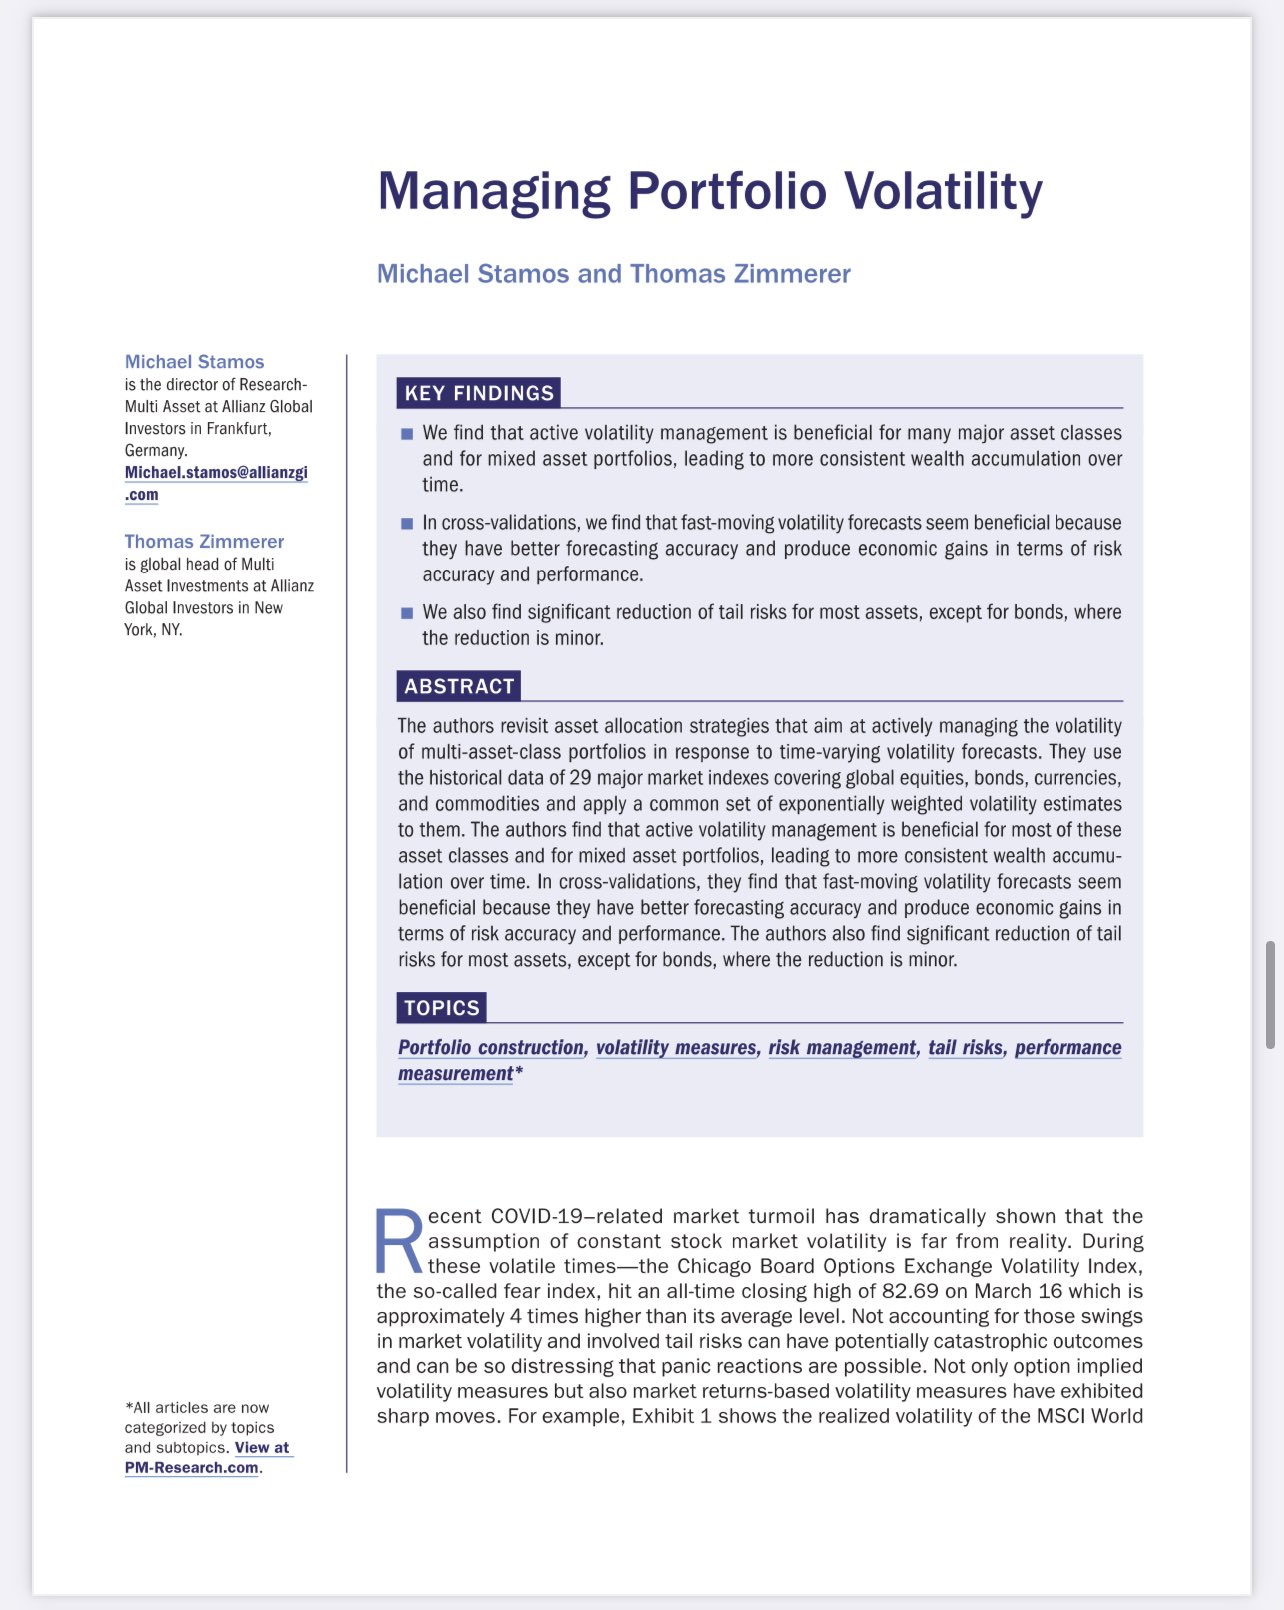 Managing Portfolio Volatility
Michael Stamos and Thomas Zimmerer
Michael Stamos
is the director of Research-
Multi Asset at Allianz Global
Investors in Frankfurt,
Germany.
Michael.stamos@allianzgi
.com
Thomas Zimmerer
is global head of Multi
Asset Investments at Allianz
Global Investors in New
York, NY.
KEY FINDINGS
■ We find that active volatility management is beneficial for many major asset classes
and for mixed asset portfolios, leading to more consistent wealth accumulation over
time.
■ In cross-validations, we find that fast-moving volatility forecasts seem beneficial because
they have better forecasting accuracy and produce economic gains in terms of risk
accuracy and performance.
■ We also find significant reduction of tail risks for most assets, except for bonds, where
the reduction is minor.
ABSTRACT
The authors revisit asset allocation strategies that aim at actively managing the volatility
of multi-asset-class portfolios in response to time-varying volatility forecasts. They use
the historical data of 29 major market indexes covering global equities, bonds, currencies,
and commodities and apply a common set of exponentially weighted volatility estimates
to them. The authors find that active volatility management is beneficial for most of these
asset classes and for mixed asset portfolios, leading to more consistent wealth accumu-
lation over time. In cross-validations, they find that fast-moving volatility forecasts seem
beneficial because they have better forecasting accuracy and produce economic gains in
terms of risk accuracy and performance. The authors also find significant reduction of tail
risks for most assets, except for bonds, where the reduction is minor.
TOPICS
Portfolio construction, volatility measures, risk management, tail risks, performance
measurement*
Recent COVID-19–related market turmoil has dramatically shown that the
assumption of constant stock market volatility is far from reality. During
these volatile times—the Chicago Board Options Exchange Volatility Index,
the so-called fear index, hit an all-time closing high of 82.69 on March 16 which is
approximately 4 times higher than its average level. Not accounting for those swings
in market volatility and involved tail risks can have potentially catastrophic outcomes
and can be so distressing that panic reactions are possible. Not only option implied
volatility measures but also market returns-based volatility measures have exhibited
sharp moves. For example, Exhibit 1 shows the realized volatility of the MSCI World
*All articles are now
categorized by topics
and subtopics. View at
PM-Research.com.